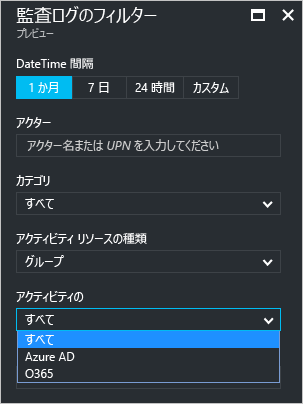 監査ログのフィルター
プレビュー
DateTime 間隔
1 か月 7 日 24 時間 カスタム
アクター
アクター名または UPN を入力してください
カテゴリ
すべて
アクティビティ リソースの種類
グループ
アクティビティの
すべて
すべて
Azure AD
O365